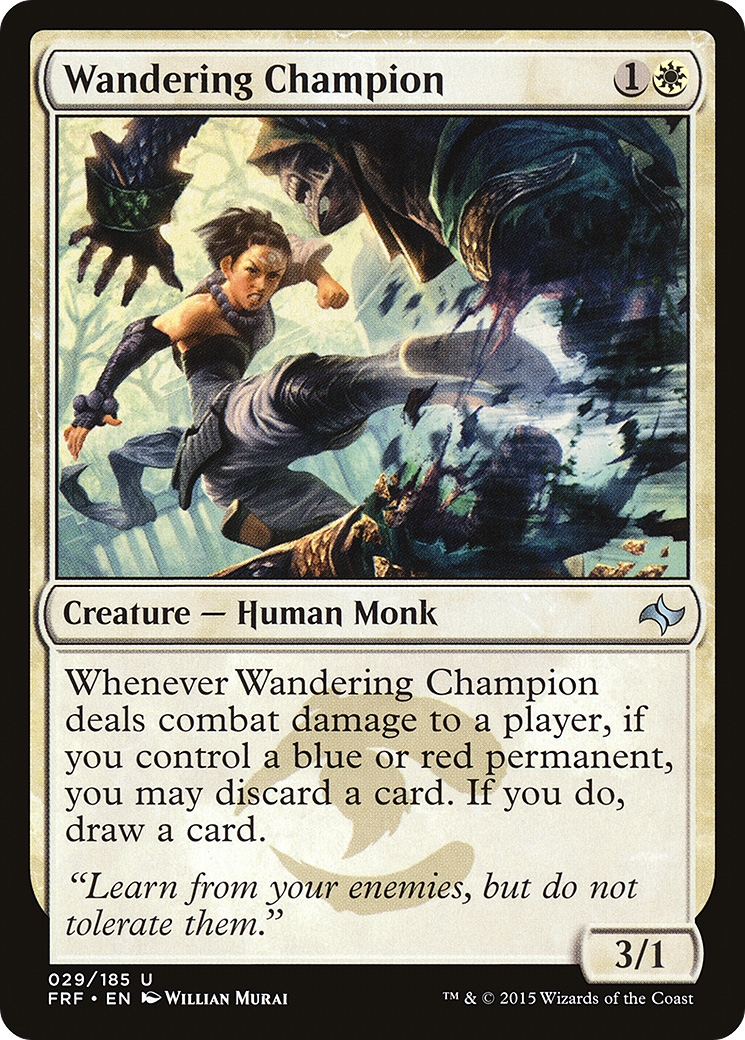 Wandering Champion 1
Creature — Human Monk
Whenever Wandering Champion
deals combat damage to a player, if
you control a blue or red permanent,
you may discard a card. If you do,
draw a card.
“Learn from your enemies, but do not
tolerate them.”
3/1
029/185 U
FRF • EN Willian Murai
™ & © 2015 Wizards of the Coast